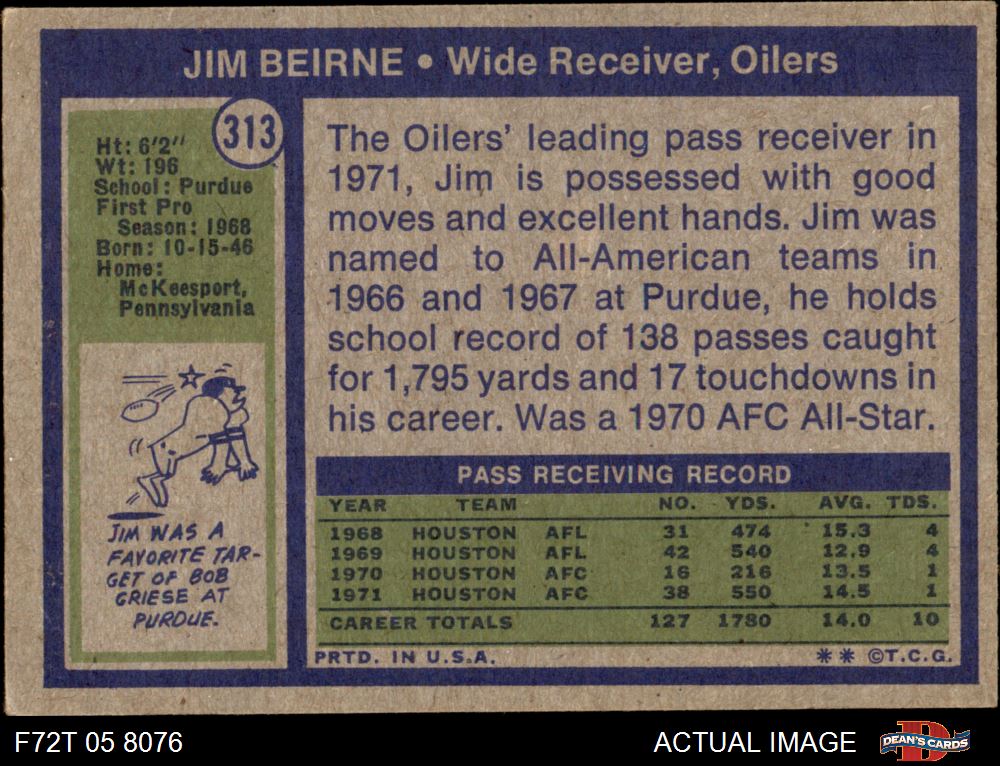 JIM BEIRNE • Wide Receiver, Oilers
313
Ht: 6'2"
Wt: 196
School: Purdue
First Pro
Season: 1968
Born: 10-15-46
Home:
McKeesport,
Pennsylvania
JIM WAS A
FAVORITE TAR-
GET OF BOB
GRIESE AT
PURDUE.
The Oilers' leading pass receiver in
1971, Jim is possessed with good
moves and excellent hands. Jim was
named to All-American teams in
1966 and 1967 at Purdue, he holds
school record of 138 passes caught
for 1,795 yards and 17 touchdowns in
his career. Was a 1970 AFC All-Star.
PASS RECEIVING RECORD
YEAR TEAM NO. YDS. AVG. TDS.
1968 HOUSTON AFL 31 474 15.3 4
1969 HOUSTON AFL 42 540 12.9 4
1970 HOUSTON AFC 16 216 13.5 1
1971 HOUSTON AFC 38 550 14.5 1
CAREER TOTALS 127 1780 14.0 10
PRTD. IN U.S.A. ** ©T.C.G.
F72T 05 8076 ACTUAL IMAGE
D
DEAN'S CARDS